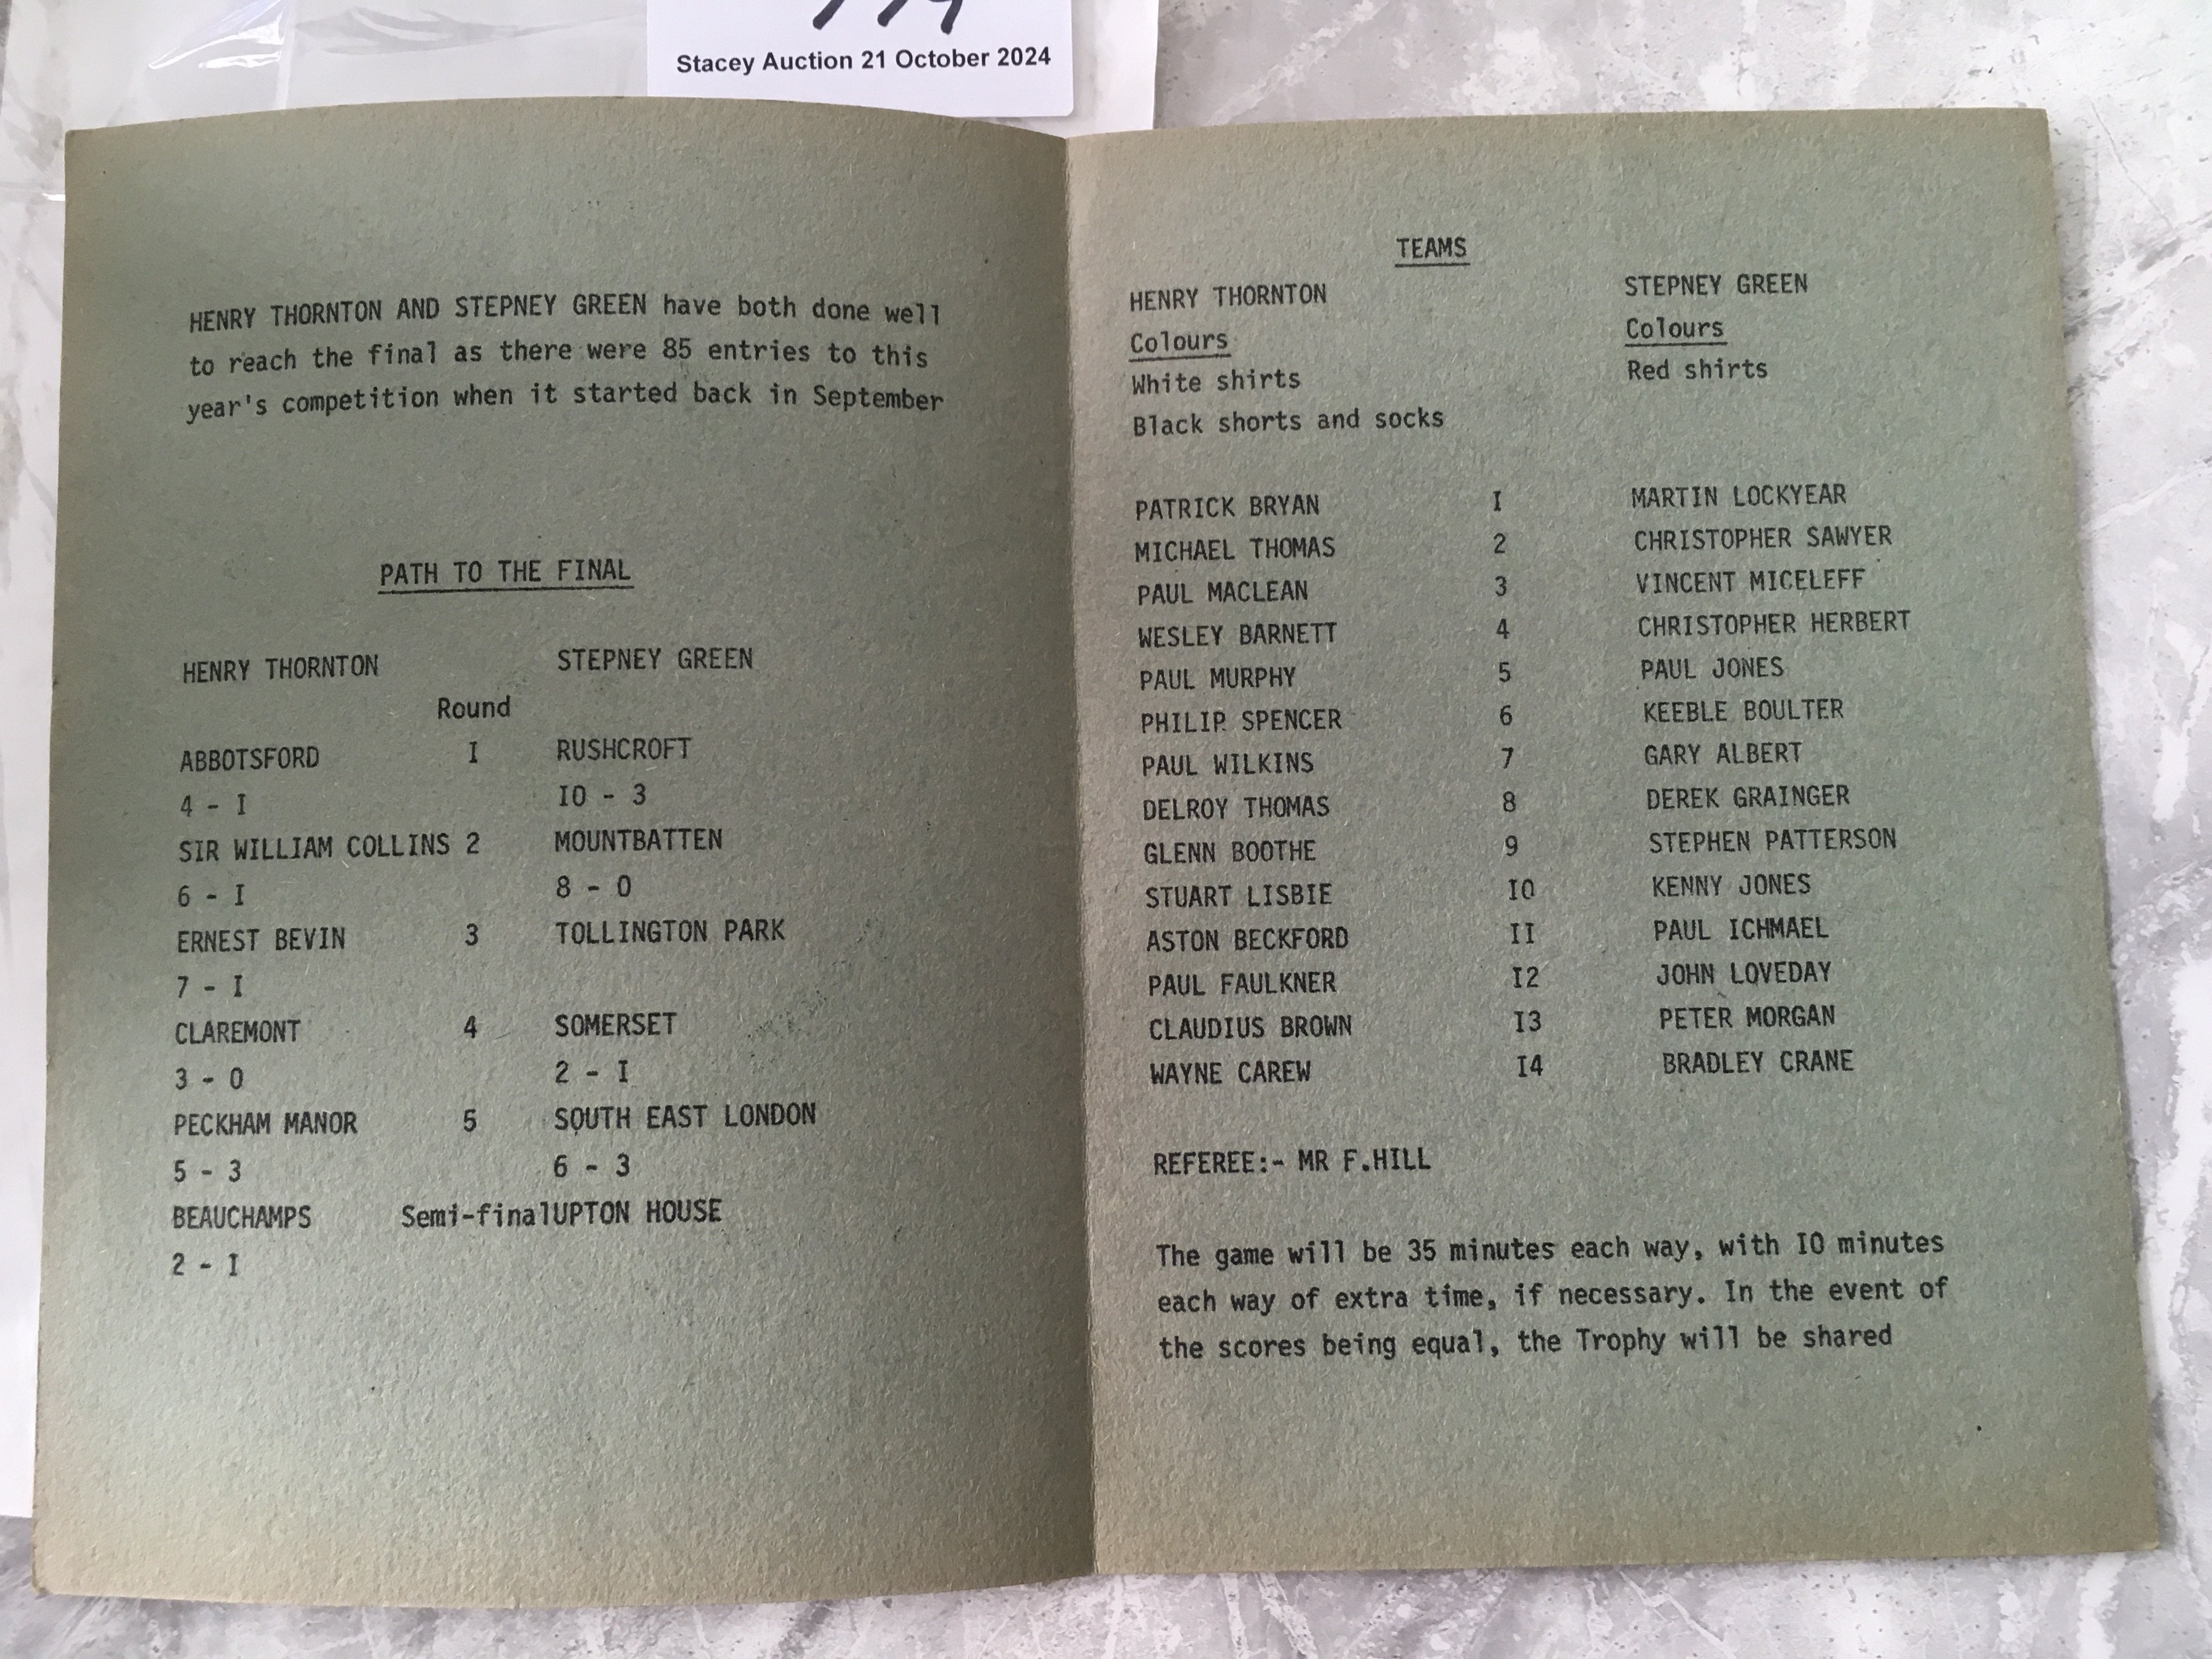 Stacey Auction 21 October 2024
HENRY THORNTON AND STEPNEY GREEN have both done well
to reach the final as there were 85 entries to this
year's competition when it started back in September
PATH TO THE FINAL
HENRY THORNTON STEPNEY GREEN
Round
ABBOTSFORD I RUSHCROFT
4 - I IO - 3
SIR WILLIAM COLLINS 2 MOUNTBATTEN
6 - I 8 - O
ERNEST BEVIN 3 TOLLINGTON PARK
7 - I
CLAREMONT 4 SOMERSET
3 - O 2 - I
PECKHAM MANOR 5 SOUTH EAST LONDON
5 - 3 6 - 3
BEAUCHAMPS Semi-finalUPTON HOUSE
2 - I
TEAMS
HENRY THORNTON STEPNEY GREEN
Colours Colours
White shirts Red shirts
Black shorts and socks
PATRICK BRYAN I MARTIN LOCKYEAR
MICHAEL THOMAS 2 CHRISTOPHER SAWYER
PAUL MACLEAN 3 VINCENT MICELEFF
WESLEY BARNETT 4 CHRISTOPHER HERBERT
PAUL MURPHY 5 PAUL JONES
PHILIP SPENCER 6 KEEBLE BOULTER
PAUL WILKINS 7 GARY ALBERT
DELROY THOMAS 8 DEREK GRAINGER
GLENN BOOTHE 9 STEPHEN PATTERSON
STUART LISBIE IO KENNY JONES
ASTON BECKFORD II PAUL ICHMAEL
PAUL FAULKNER I2 JOHN LOVEDAY
CLAUDIUS BROWN I3 PETER MORGAN
WAYNE CAREW I4 BRADLEY CRANE
REFEREE:- MR F.HILL
The game will be 35 minutes each way, with IO minutes
each way of extra time, if necessary. In the event of
the scores being equal, the Trophy will be shared